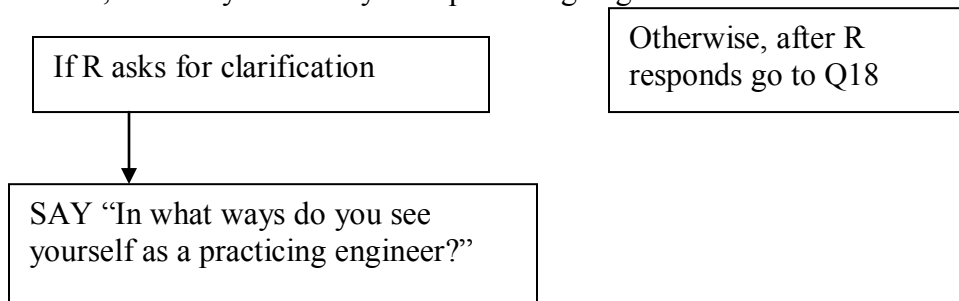 If R asks for clarification
Otherwise, after R
responds go to Q18
SAY “In what ways do you see
yourself as a practicing engineer?”